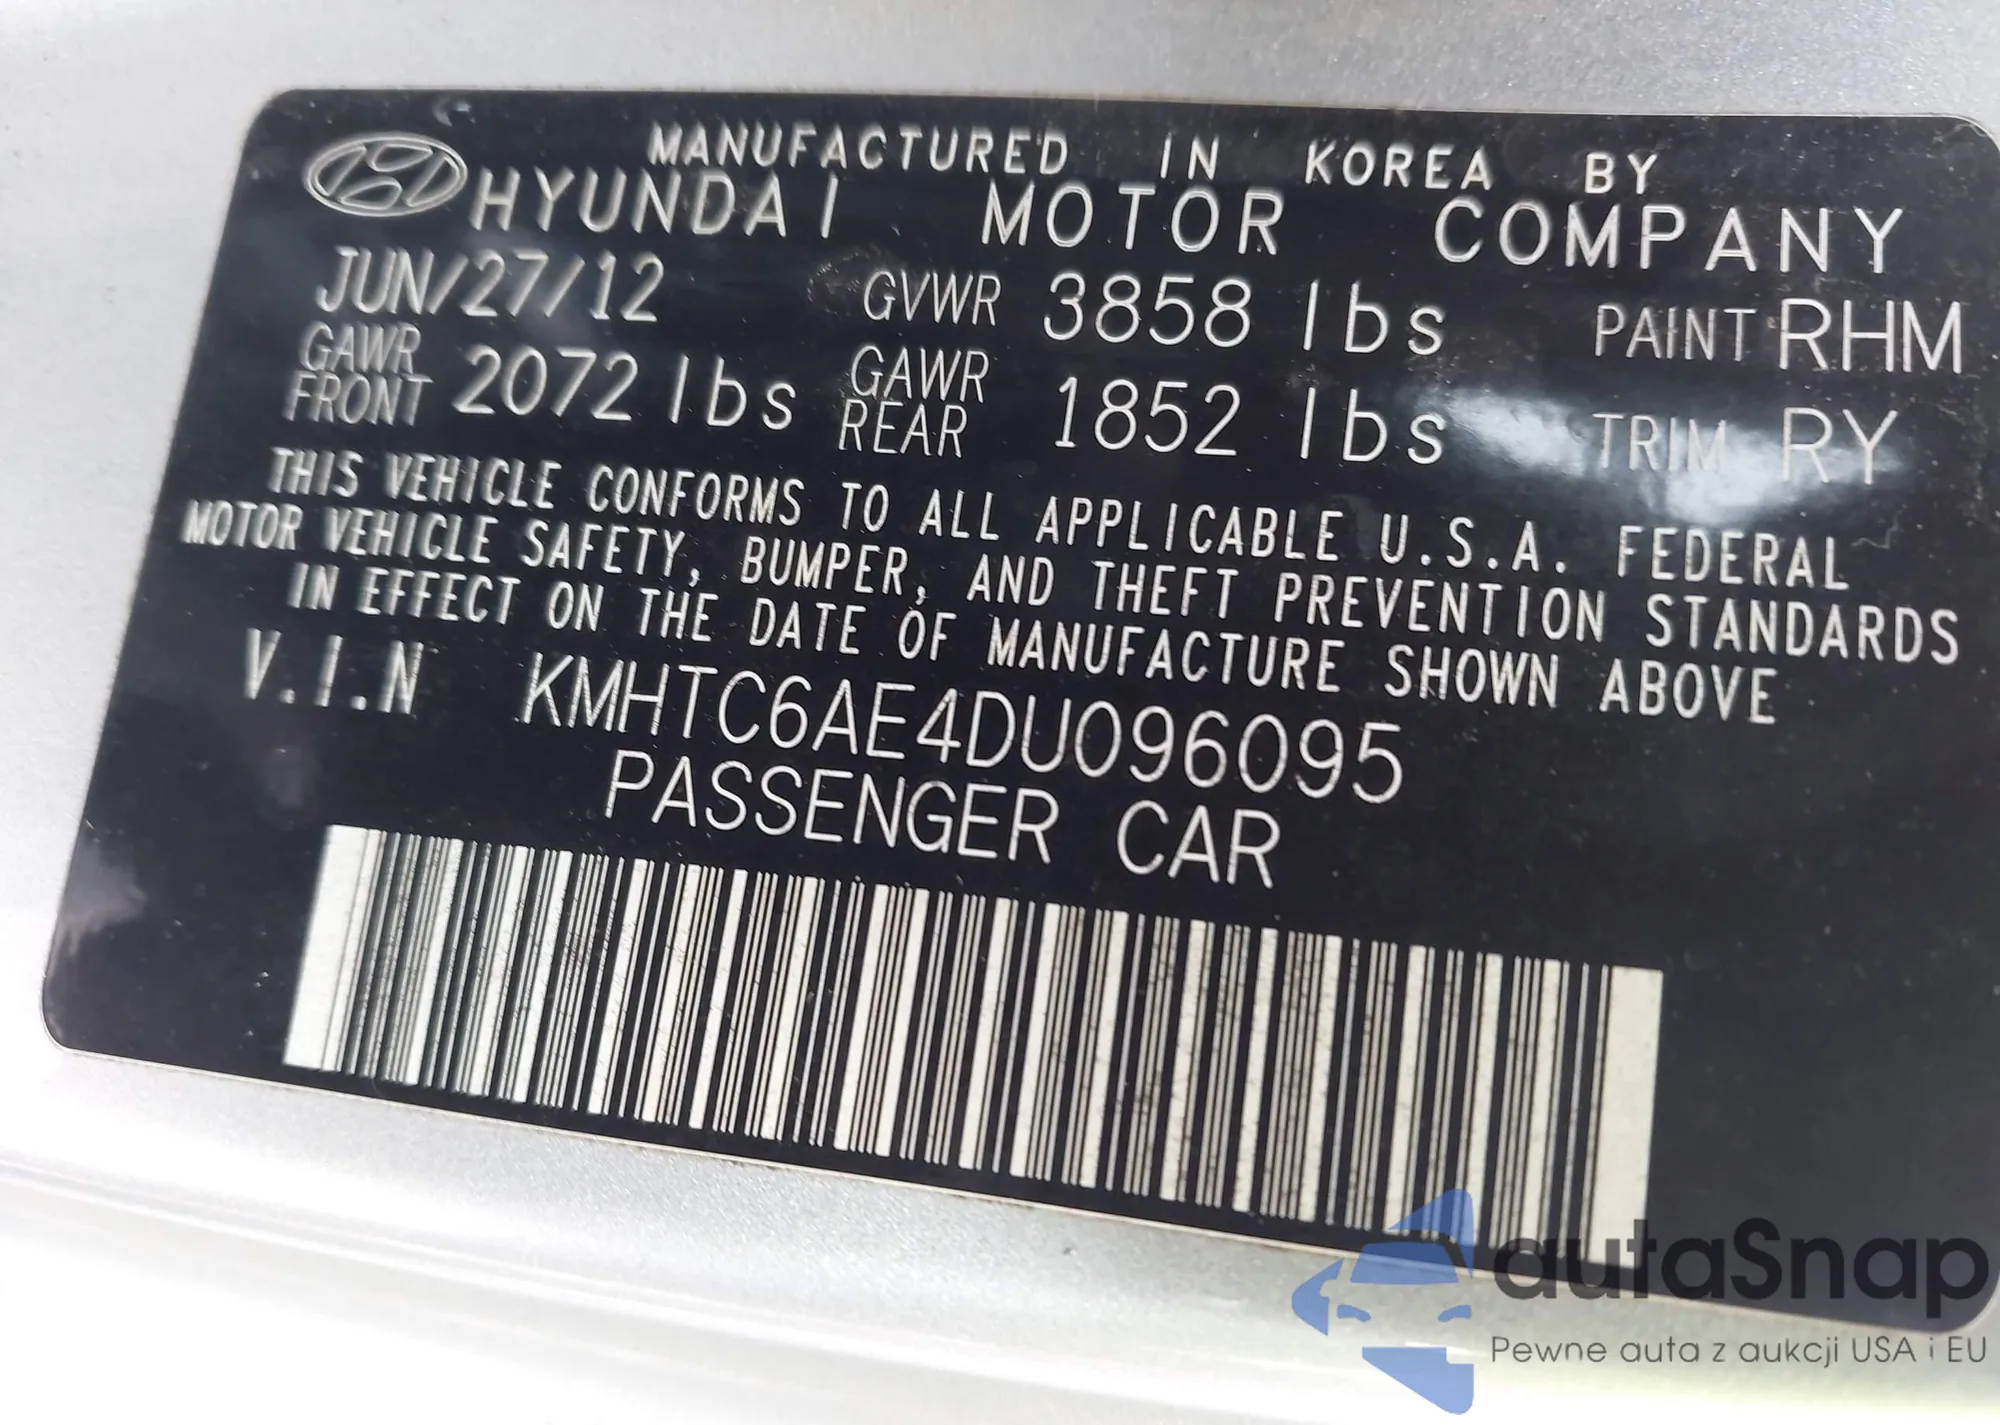 MANUFACTURED IN KOREA BY
HYUNDAI MOTOR COMPANY
JUN/27/12 GVWR 3858 lbs PAINT RHM
GAWR FRONT 2072 lbs GAWR REAR 1852 lbs TRIM RY
THIS VEHICLE CONFORMS TO ALL APPLICABLE U.S.A. FEDERAL
MOTOR VEHICLE SAFETY, BUMPER, AND THEFT PREVENTION STANDARDS
IN EFFECT ON THE DATE OF MANUFACTURE SHOWN ABOVE
V.I.N KMHTC6AE4DU096095
PASSENGER CAR
autaSnap
Pewne auta z aukcji USA i EU